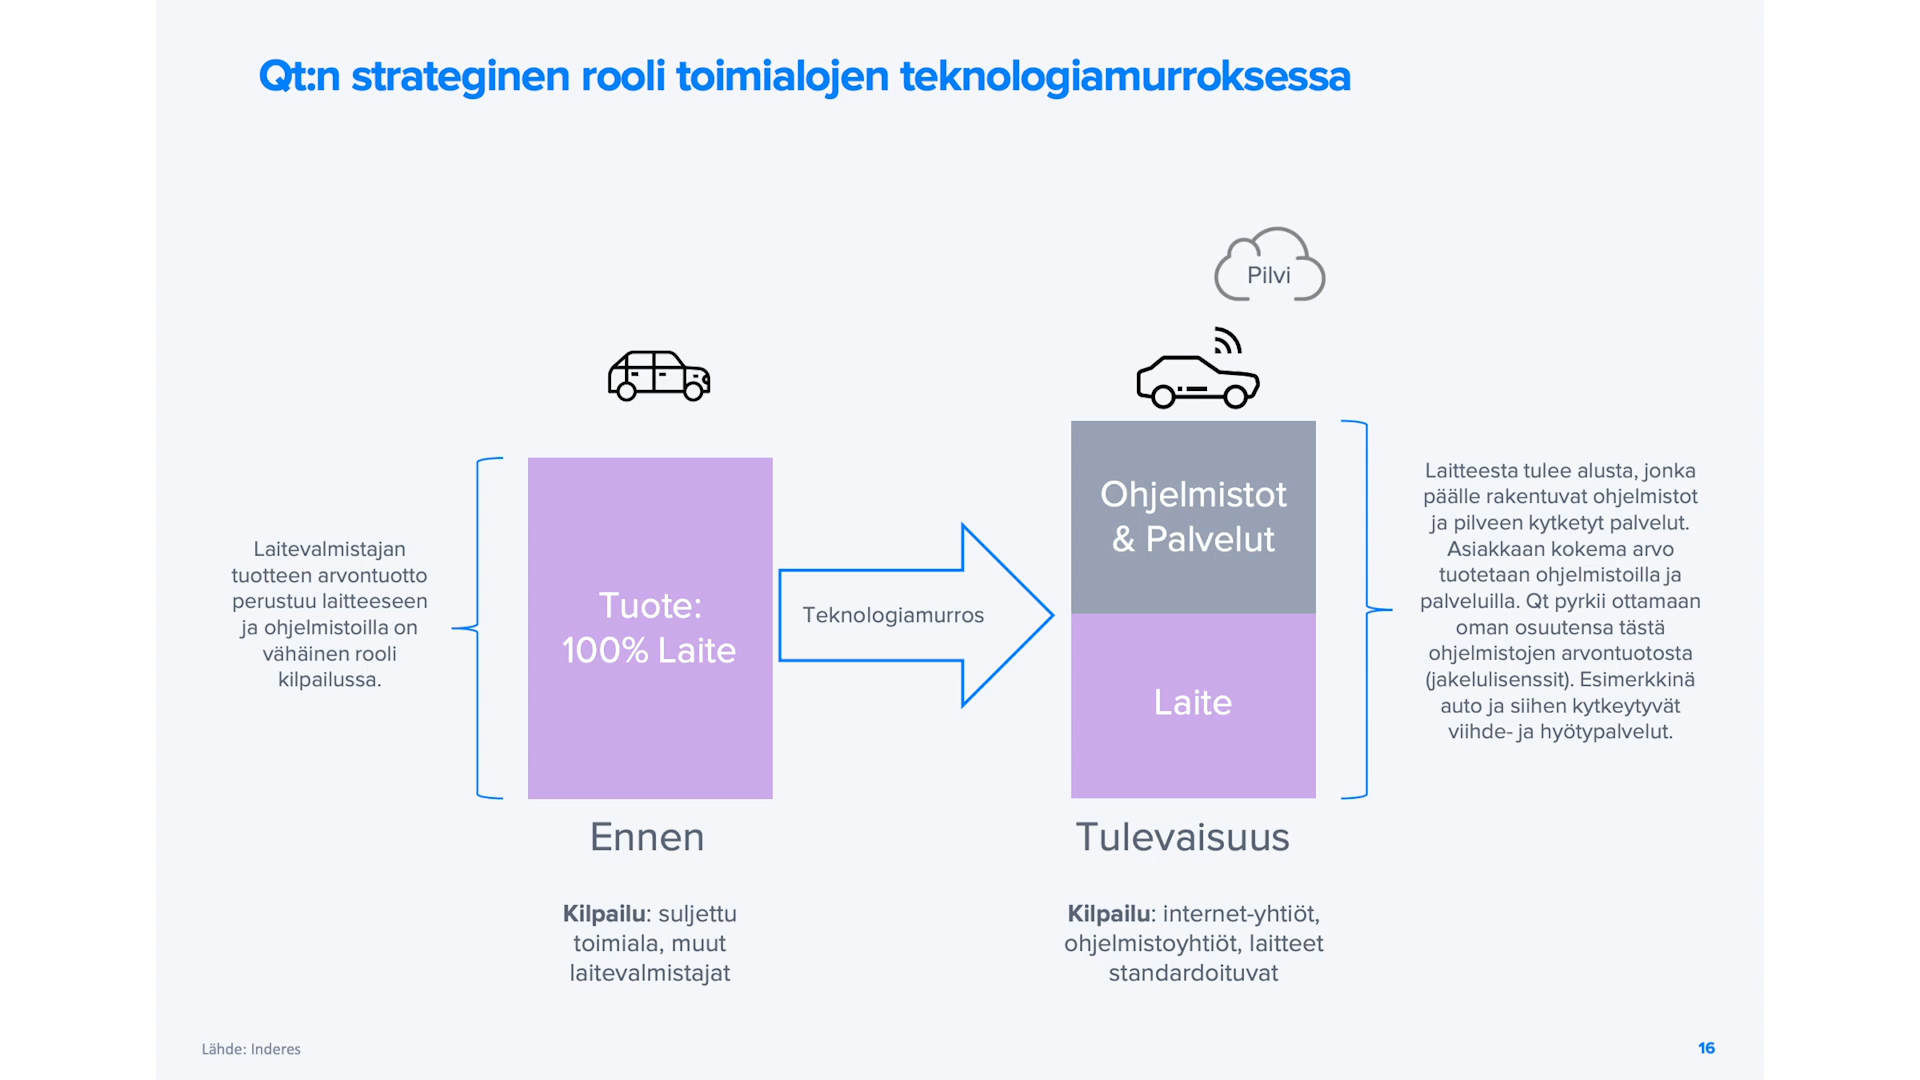 Qt:n strateginen rooli toimialojen teknologiamurroksessa
Pilvi
Laitevalmistajan
tuotteen arvontuotto
perustuu laitteeseen
ja ohjelmistoilla on
vähäinen rooli
kilpailussa.
Tuote:
100% Laite
Teknologiamurros
Ohjelmistot
& Palvelut
Laite
Laitteesta tulee alusta, jonka
päälle rakentuvat ohjelmistot
ja pilveen kytketyt palvelut.
Asiakkaan kokema arvo
tuotetaan ohjelmistoilla ja
palveluilla. Qt pyrkii ottamaan
oman osuutensa tästä
ohjelmistojen arvontuotosta
(jakelulisenssit). Esimerkkinä
auto ja siihen kytkeytyvät
viihde- ja hyötypalvelut.
Ennen
Kilpailu: suljettu
toimiala, muut
laitevalmistajat
Tulevaisuus
Kilpailu: internet-yhtiöt,
ohjelmistoyhtiöt, laitteet
standardoituvat
Lähde: Inderes
16